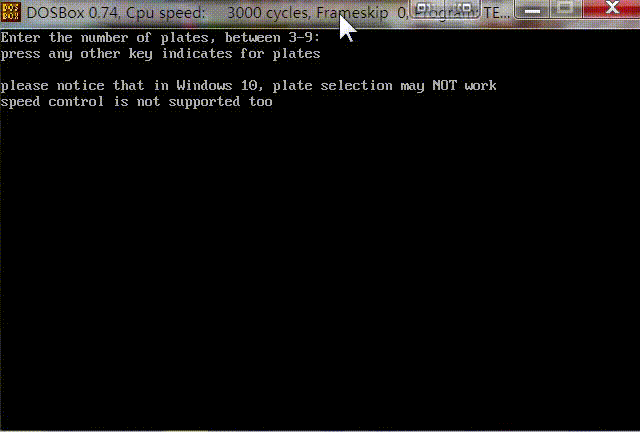 DOSBox 0.74, Cpu speed: 3000 cycles, Frameskip 0, Program: TE...
Enter the number of plates, between 3-9:
press any other key indicates for plates
please notice that in Windows 10, plate selection may NOT work
speed control is not supported too